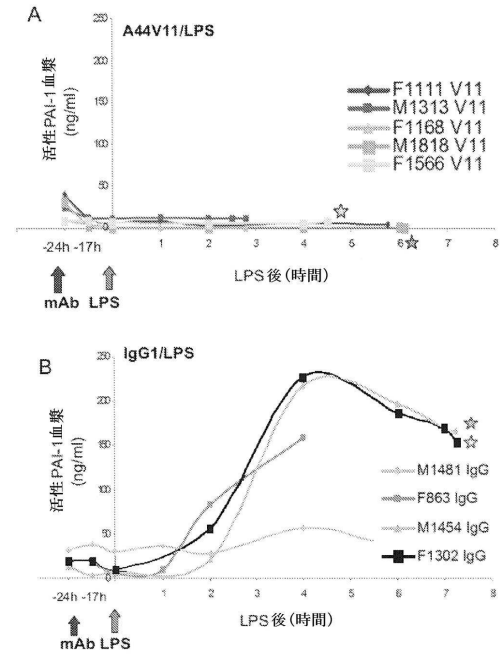 A
A44V11/LPS
活性PAI-1血漿
(ng/ml)
250
200
150
100
50
0
F1111 V11
M1313 V11
F1168 V11
M1818 V11
F1566 V11
-24h -17h
1 2 3 4 5 6 7 8
LPS後(時間)
mAb LPS
B
IgG1/LPS
活性PAI-1血漿
(ng/ml)
250
200
150
100
50
0
M1481 IgG
F863 IgG
M1454 IgG
F1302 IgG
-24h -17h
1 2 3 4 5 6 7 8
LPS後(時間)
mAb LPS